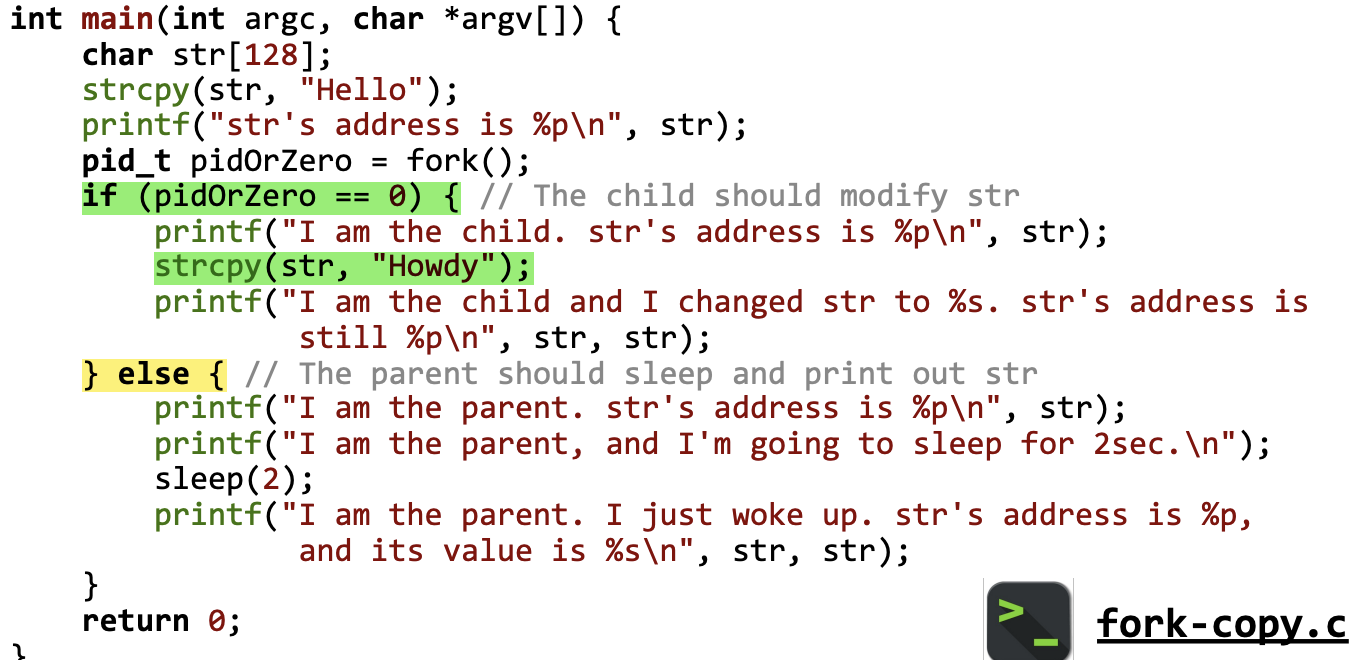 int main(int argc, char *argv[]) {
    char str[128];
    strcpy(str, "Hello");
    printf("str's address is %p\n", str);
    pid_t pidOrZero = fork();
    if (pidOrZero == 0) { // The child should modify str
        printf("I am the child. str's address is %p\n", str);
        strcpy(str, "Howdy");
        printf("I am the child and I changed str to %s. str's address is
                still %p\n", str, str);
    } else { // The parent should sleep and print out str
        printf("I am the parent. str's address is %p\n", str);
        printf("I am the parent, and I'm going to sleep for 2sec.\n");
        sleep(2);
        printf("I am the parent. I just woke up. str's address is %p,
                and its value is %s\n", str, str);
    }
    return 0;
}
>_
fork-copy.c